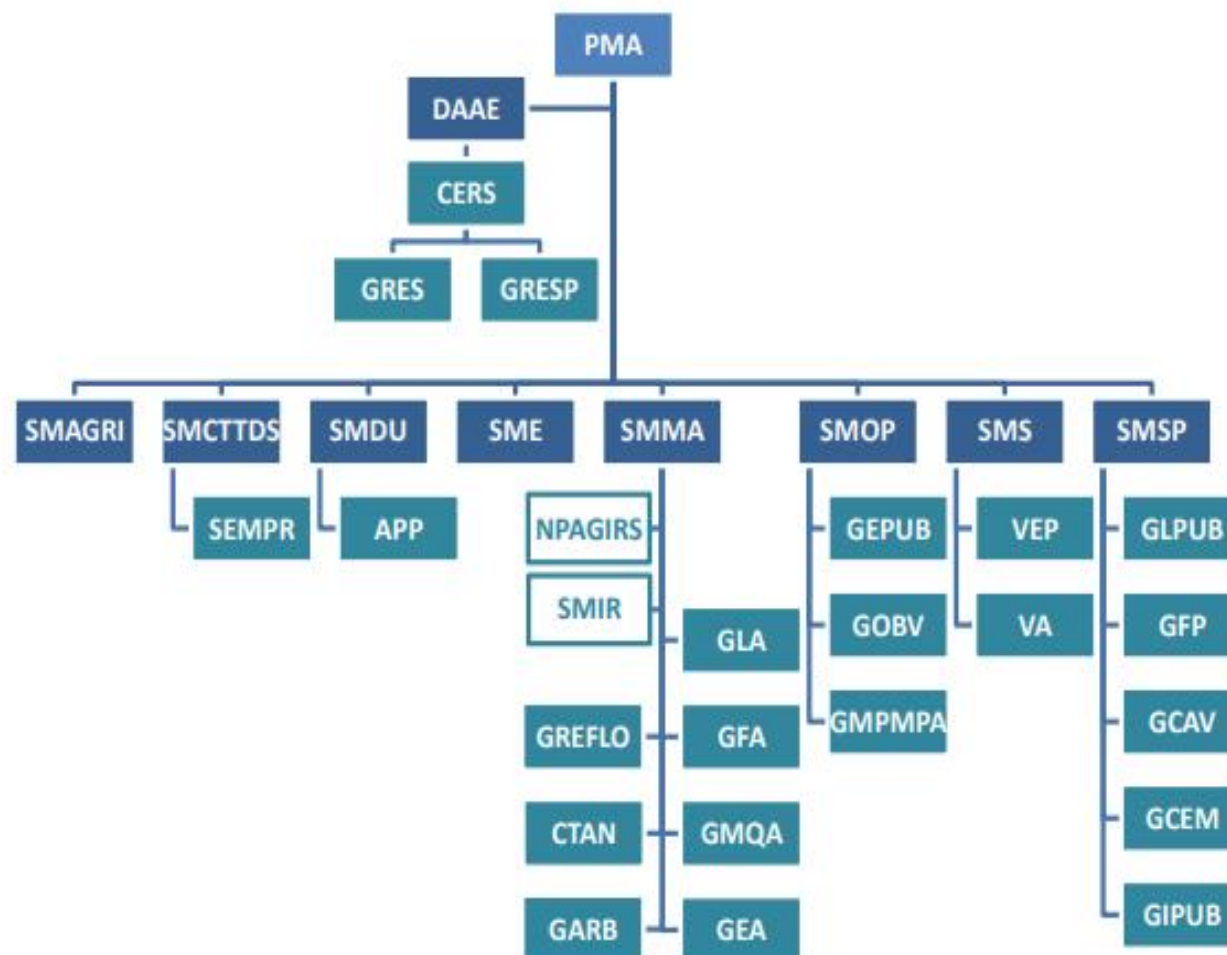 PMA
DAAE
CERS
GRES GRESP
SMAGRI SMCTTDS SMDU SME SMMA SMOP SMS SMSP
SEMPR APP NPAGIRS GEPUB VEP GLPUB
SMIR GLA GOBV VA GFP
GREFLO GFA GMPMPA GCAV
CTAN GMQA GCEM
GARB GEA GIPUB